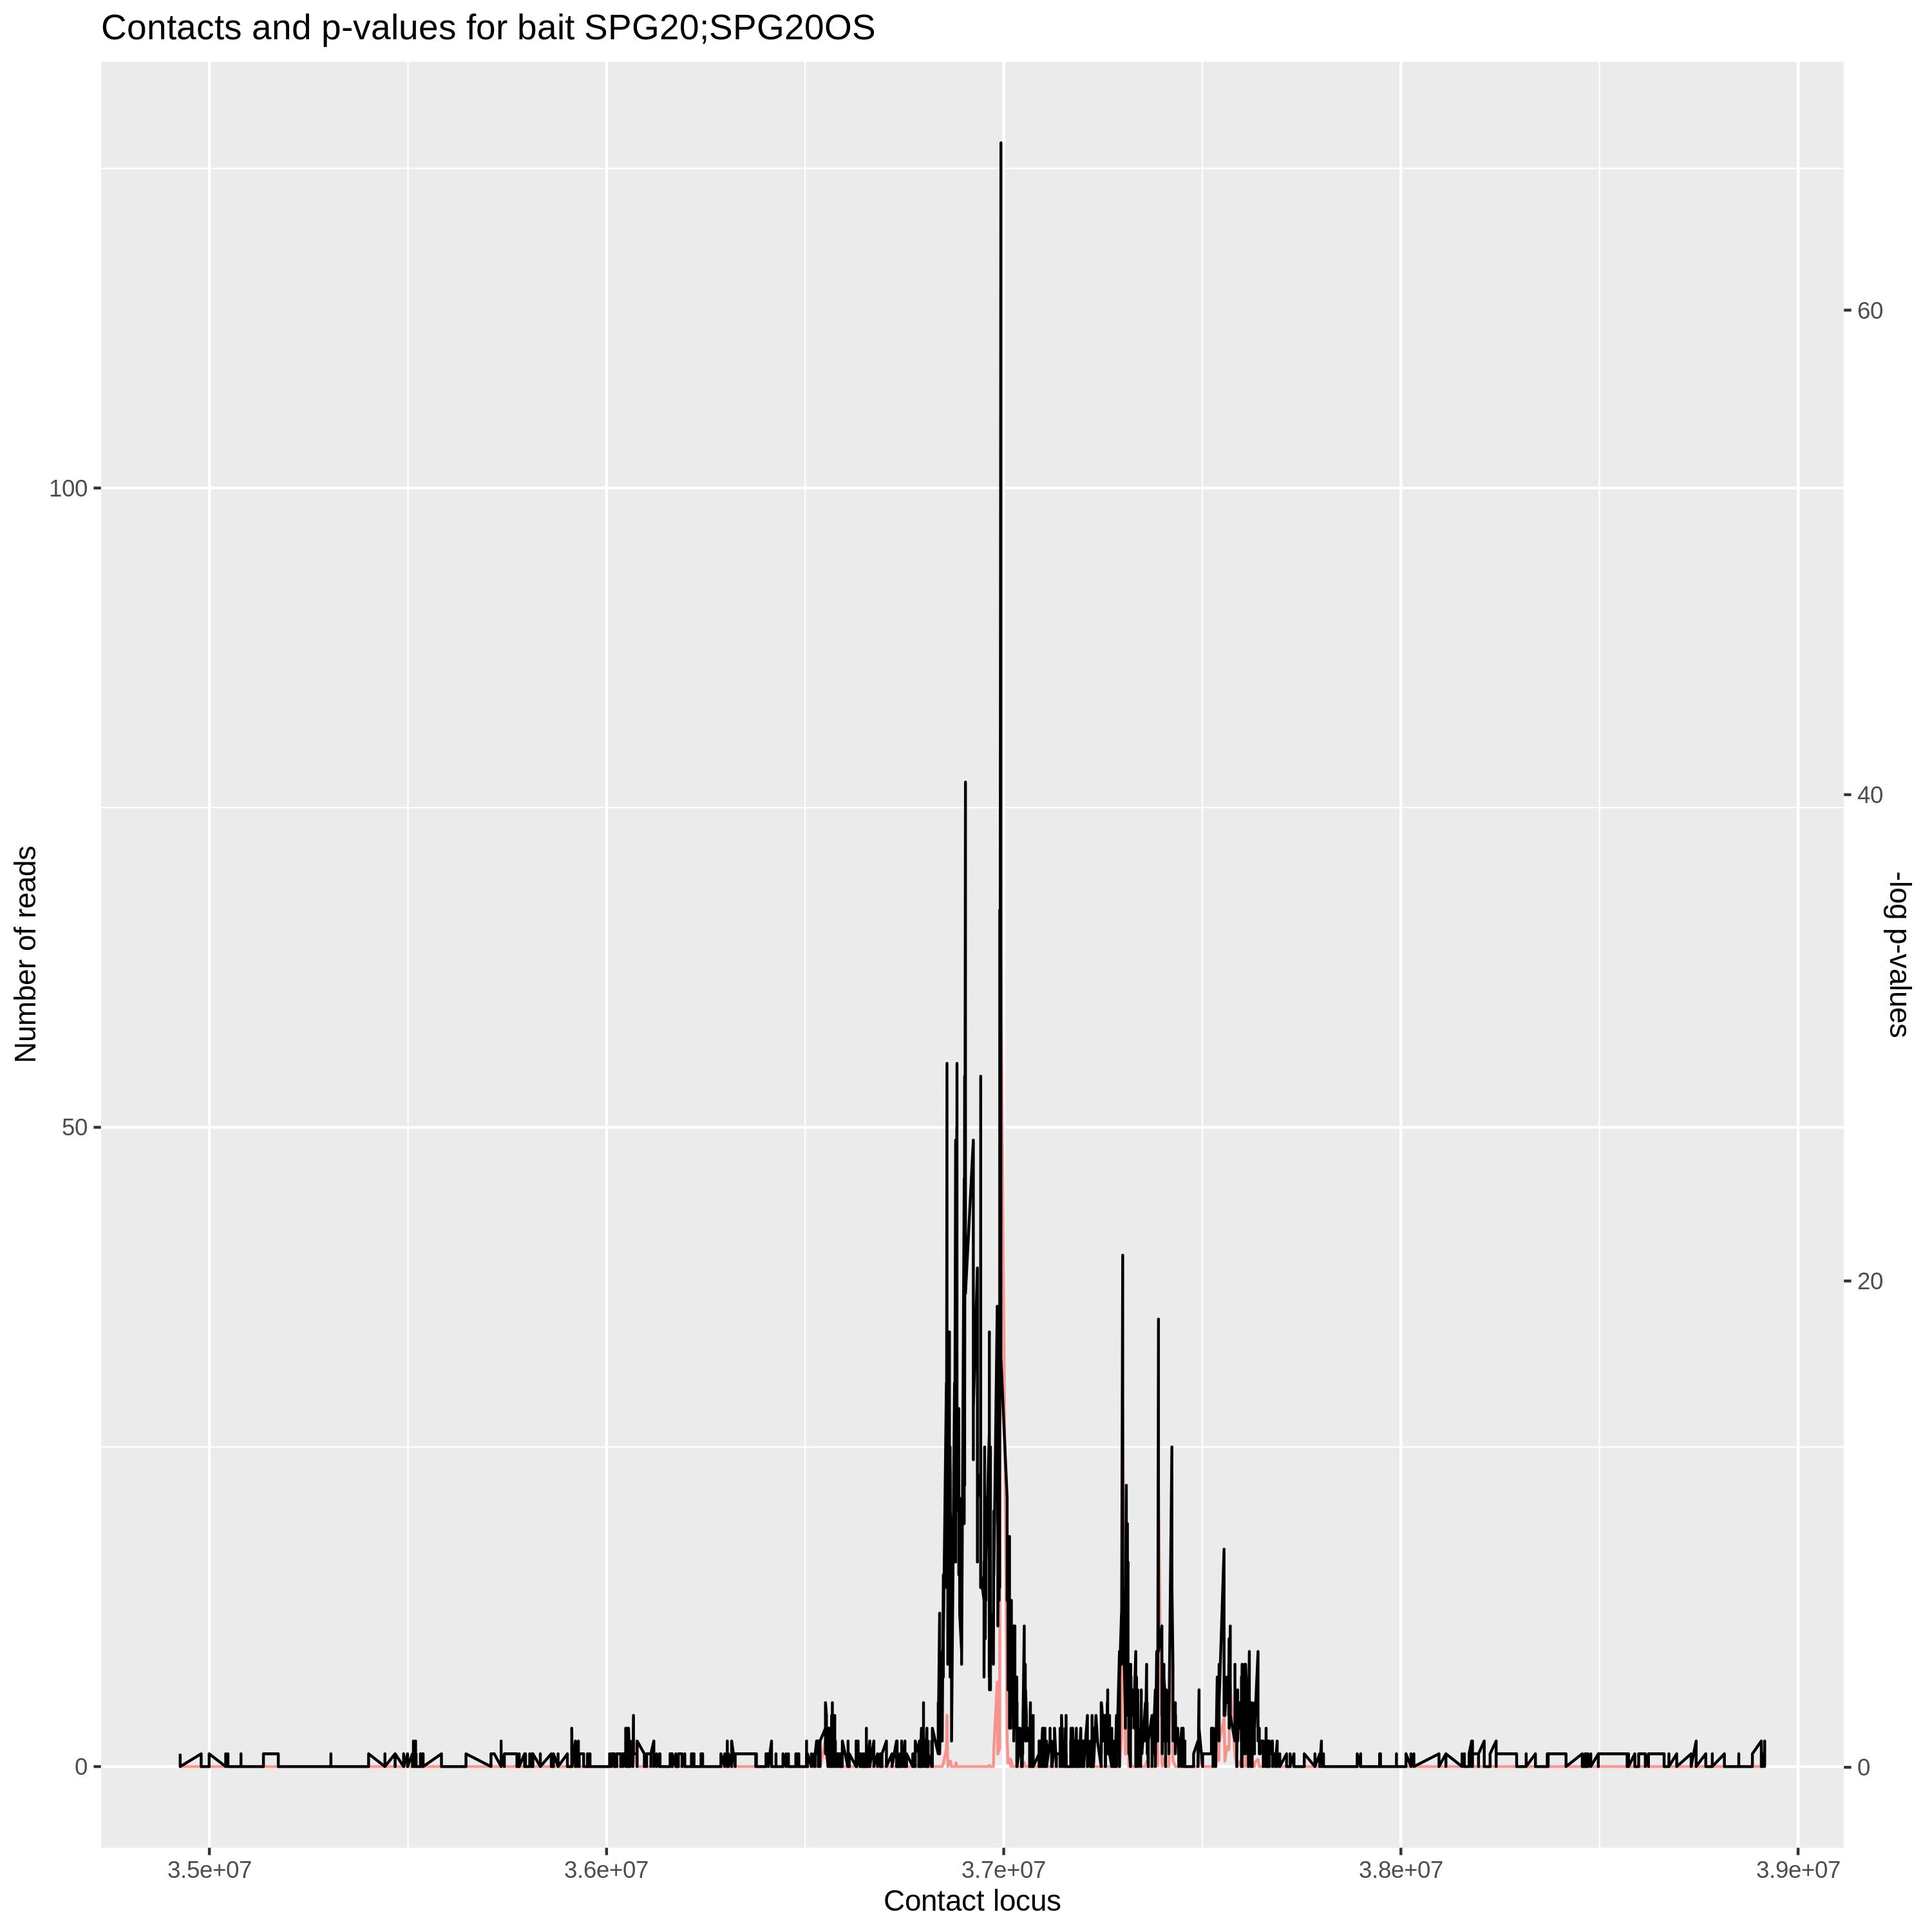 Contacts and p-values for bait SPG20;SPG20OS
Number of reads
100
50
0
60
40
20
0
-log p-values
3.5e+07
3.6e+07
3.7e+07
3.8e+07
3.9e+07
Contact locus